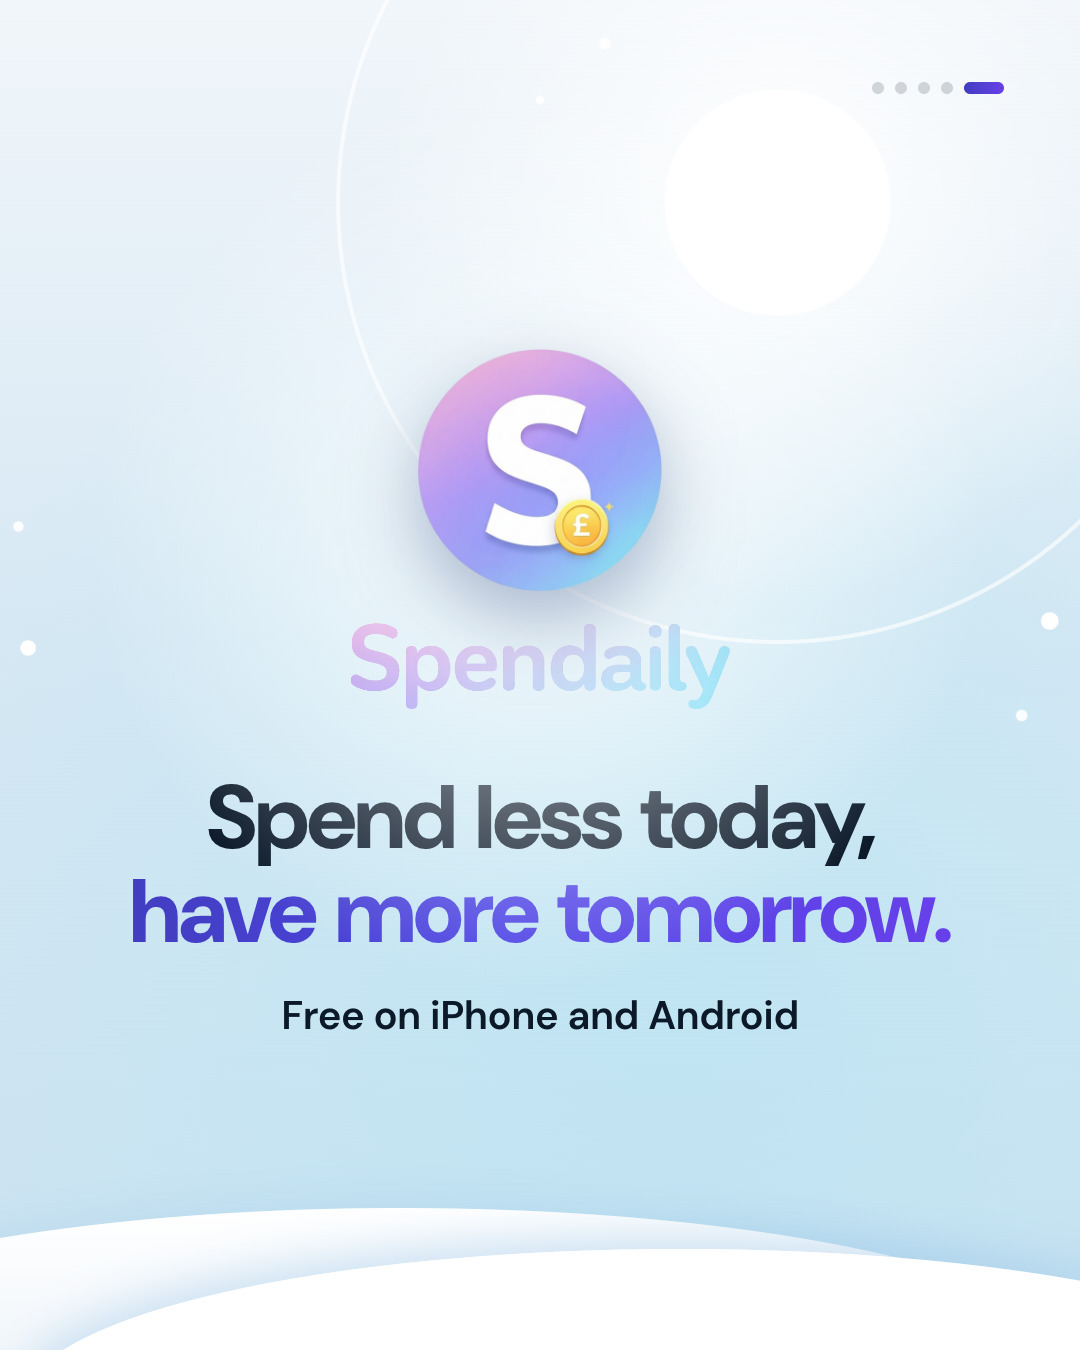 S
£
Spendaily
Spend less today,
have more tomorrow.
Free on iPhone and Android